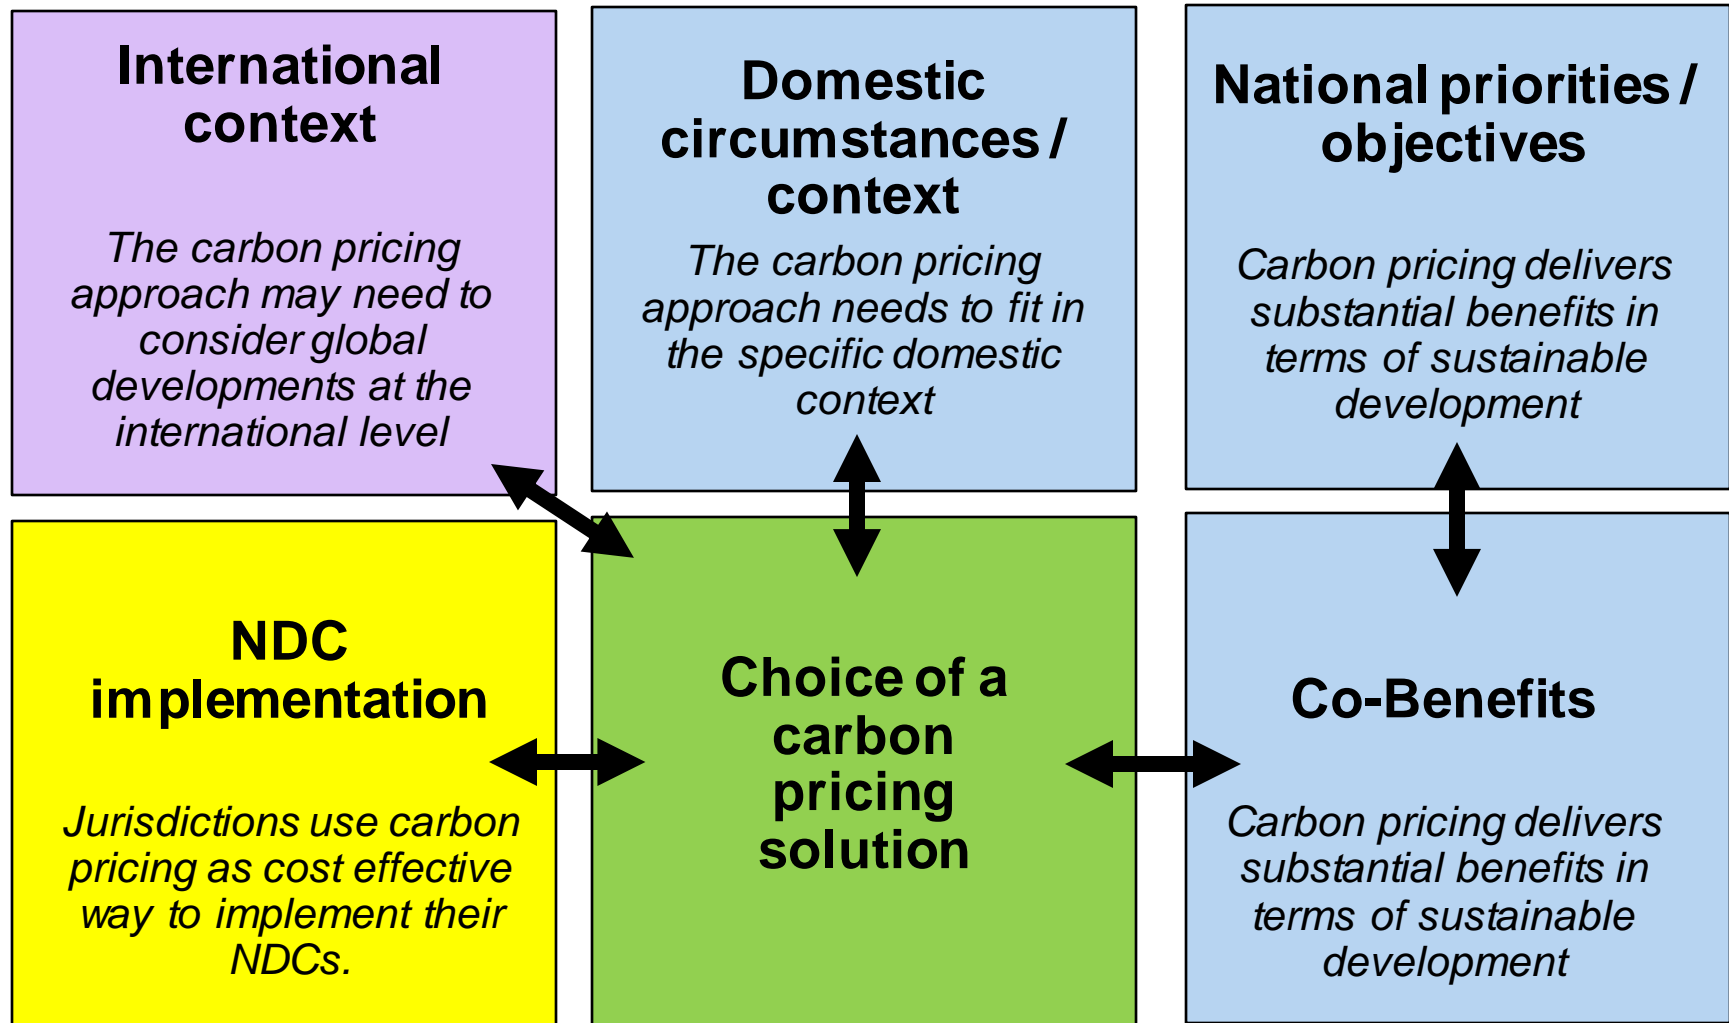 International
context
The carbon pricing
approach may need to
consider global
developments at the
international level
Domestic
circumstances /
context
The carbon pricing
approach needs to fit in
the specific domestic
context
National priorities /
objectives
Carbon pricing delivers
substantial benefits in
terms of sustainable
development
NDC
implementation
Jurisdictions use carbon
pricing as cost effective
way to implement their
NDCs.
Choice of a
carbon
pricing
solution
Co-Benefits
Carbon pricing delivers
substantial benefits in
terms of sustainable
development